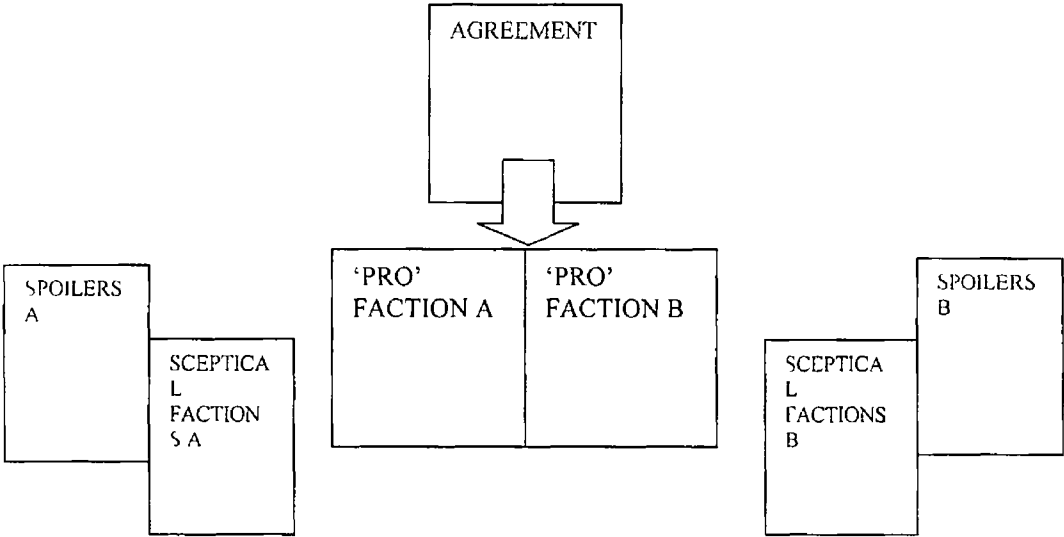 AGREEMENT
'PRO'
FACTION A
'PRO'
FACTION B
SPOILERS
A
SCEPTICA
L
FACTION
S A
SCEPTICA
L
FACTIONS
B
SPOILERS
B